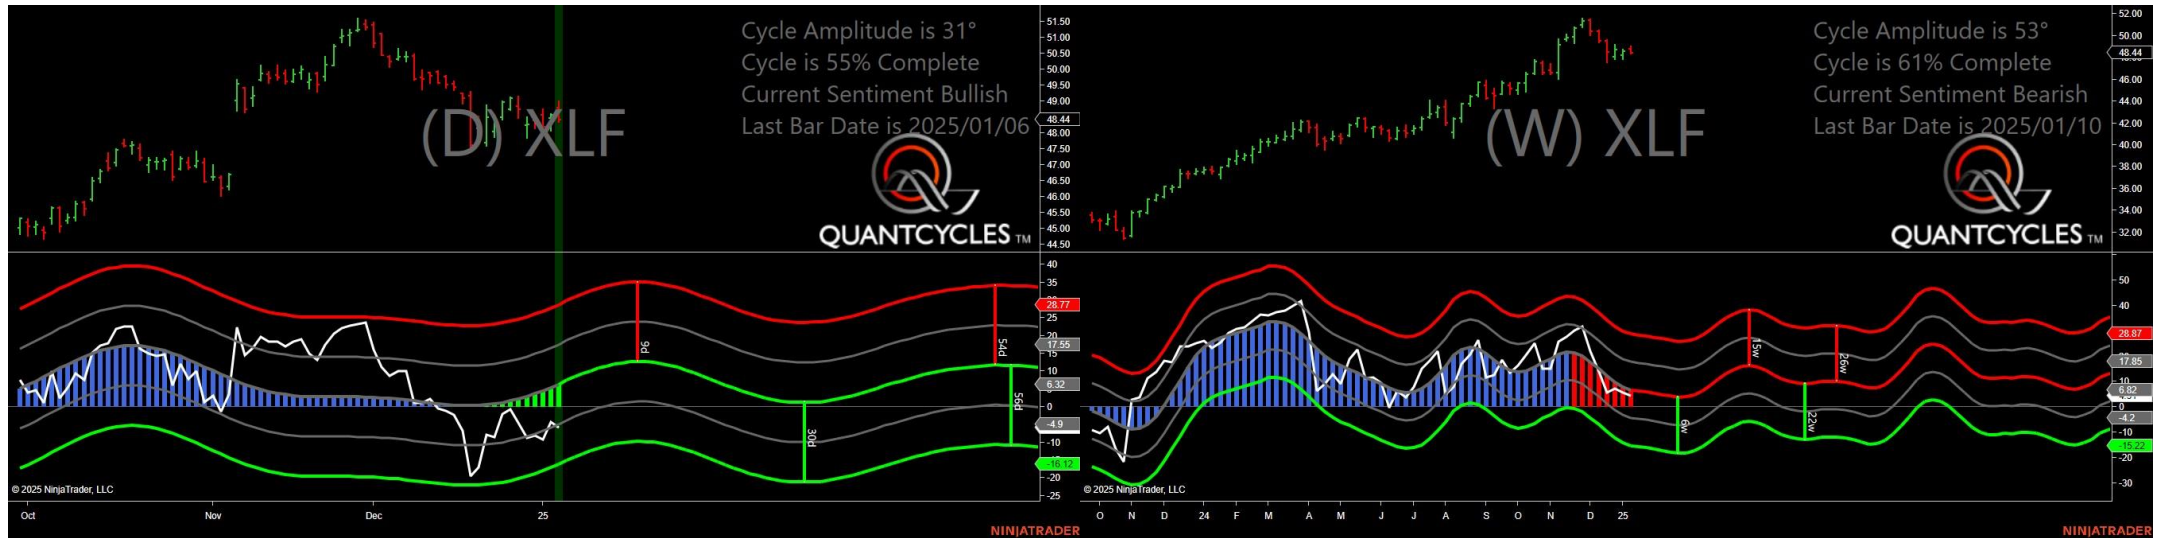 Cycle Amplitude is 31°
Cycle is 55% Complete
Current Sentiment Bullish
Last Bar Date is 2025/01/06
(D) XLF
QUANTCYCLES TM
51.50
51.00
50.50
50.00
49.50
49.00
48.44
48.00
47.50
47.00
46.50
46.00
45.50
45.00
44.50
40
35
28.77
25
17.55
15
10
6.32
0
-4.9
-10
-16.12
-20
-25
9d
30d
54d
56d
© 2025 NinjaTrader, LLC
Oct Nov Dec 25
NINJATRADER
Cycle Amplitude is 53°
Cycle is 61% Complete
Current Sentiment Bearish
Last Bar Date is 2025/01/10
(W) XLF
QUANTCYCLES TM
52.00
50.00
48.44
46.00
44.00
42.00
40.00
38.00
36.00
34.00
32.00
50
40
28.87
17.85
10
6.82
0
-4.2
-10
-15.22
-20
-30
6w
15w
22w
26w
© 2025 NinjaTrader, LLC
O N D 24 F M A M J J A S O N D 25
NINJATRADER